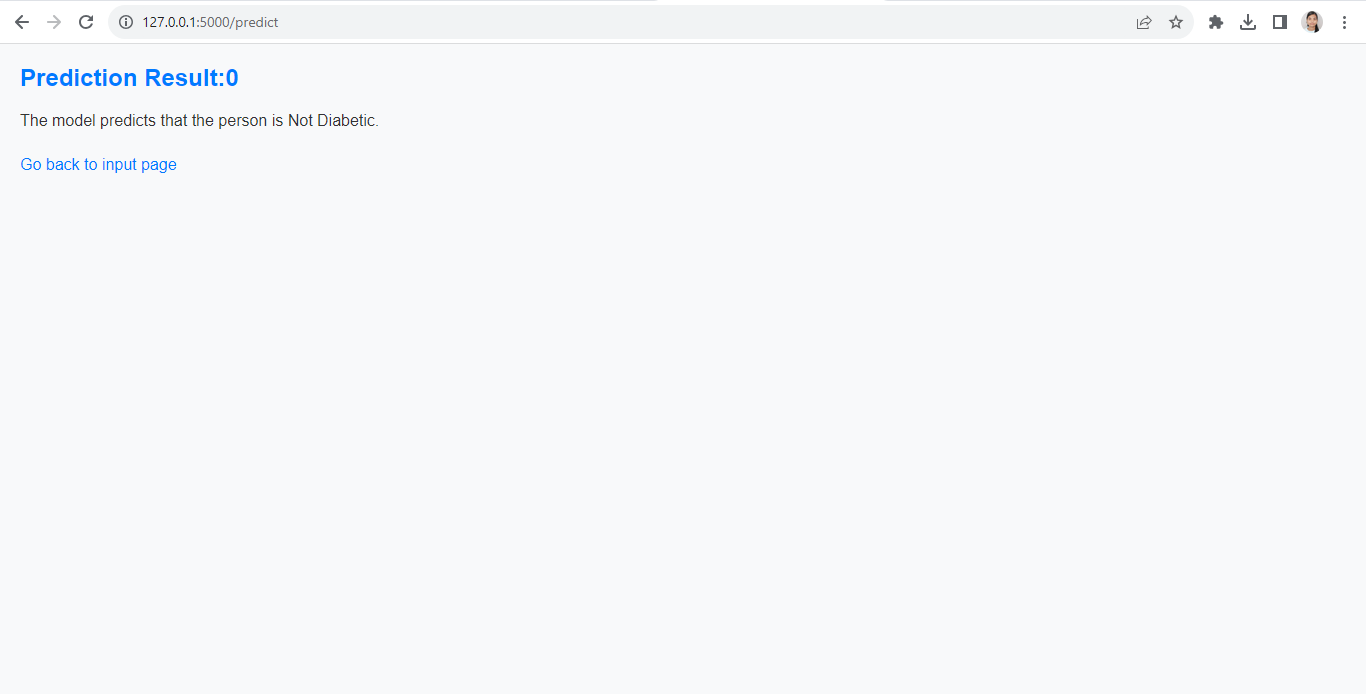 127.0.0.1:5000/predict
Prediction Result:0
The model predicts that the person is Not Diabetic.
Go back to input page